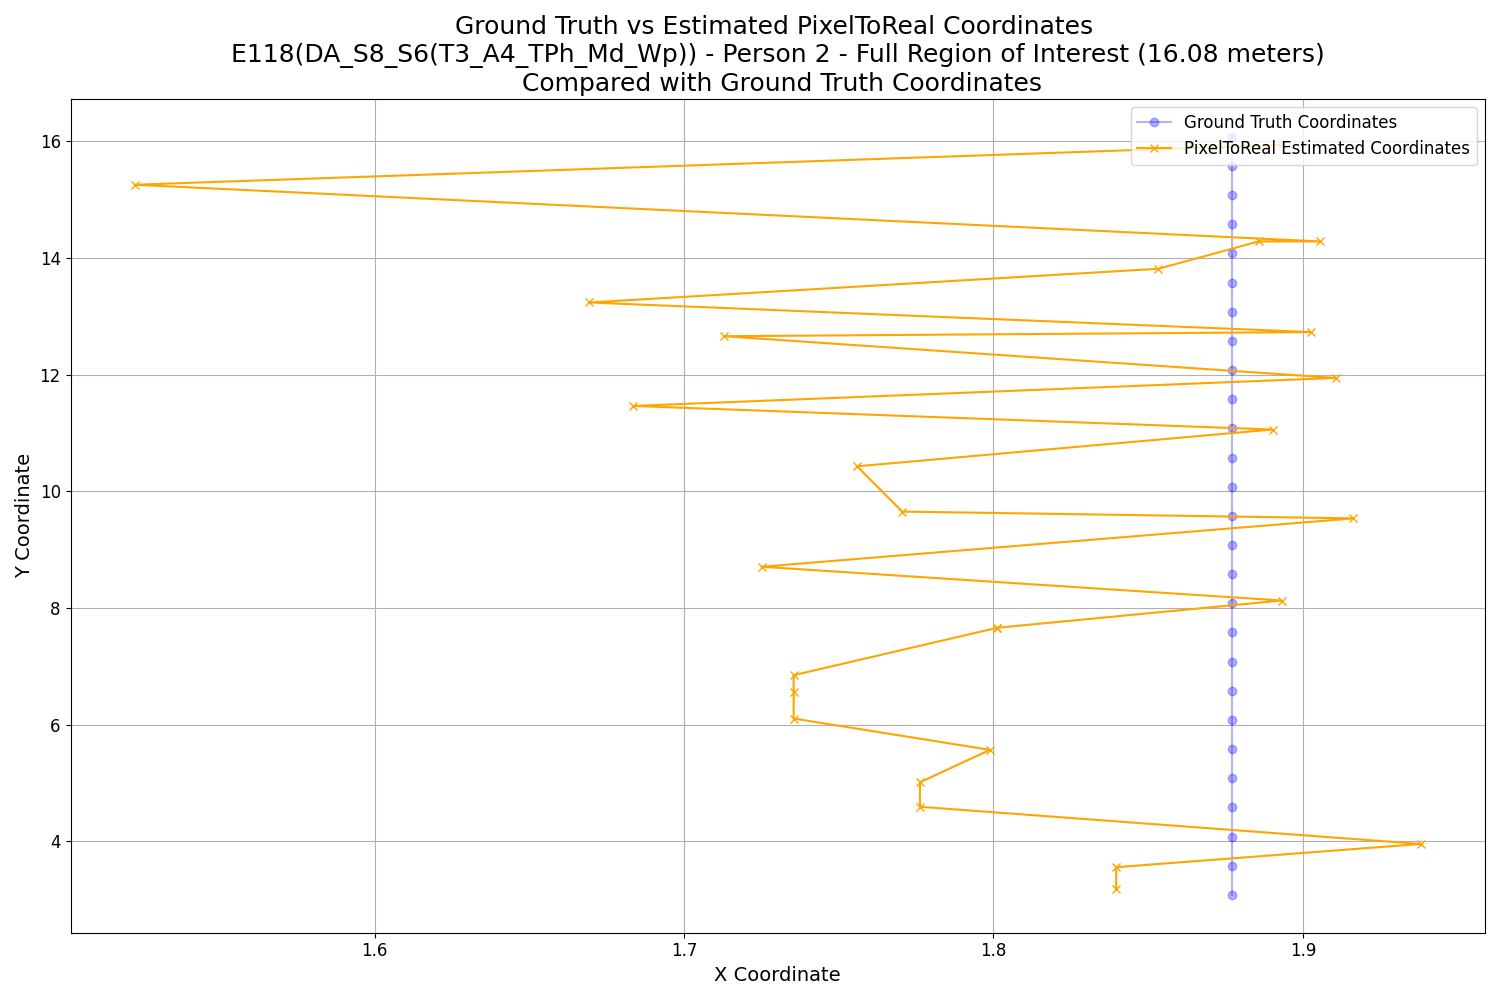 Ground Truth vs Estimated PixelToReal Coordinates
E118(DA_S8_S6(T3_A4_TPh_Md_Wp)) - Person 2 - Full Region of Interest (16.08 meters)
Compared with Ground Truth Coordinates
Ground Truth Coordinates
PixelToReal Estimated Coordinates
16
14
12
10
8
6
4
Y Coordinate
1.6 1.7 1.8 1.9
X Coordinate